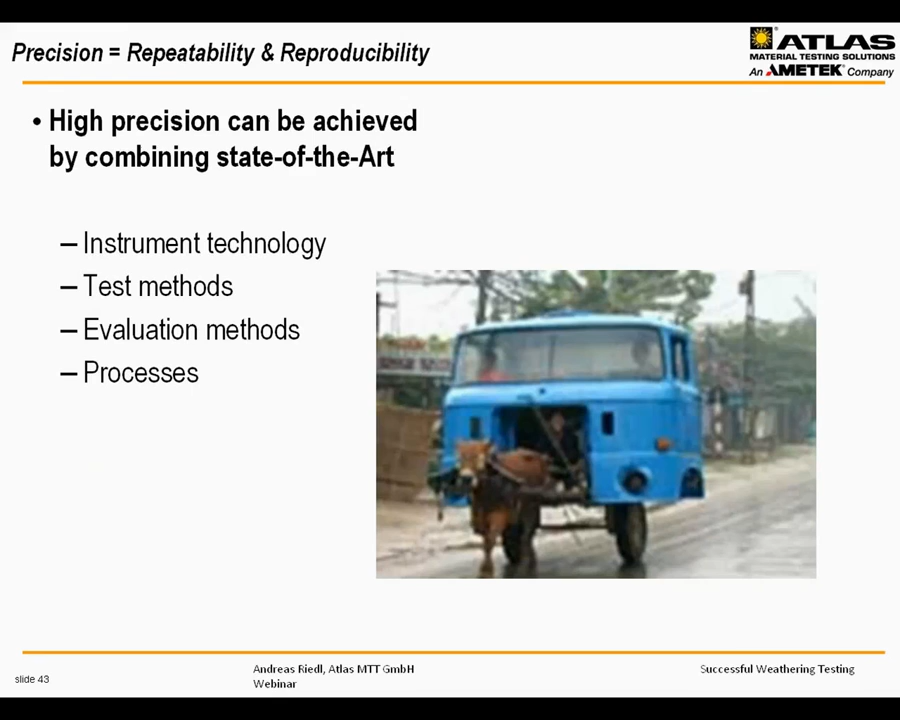 Precision = Repeatability & Reproducibility
ATLAS
MATERIAL TESTING SOLUTIONS
An AMETEK® Company
• High precision can be achieved
by combining state-of-the-Art
– Instrument technology
– Test methods
– Evaluation methods
– Processes
slide 43
Andreas Riedl, Atlas MTT GmbH
Webinar
Successful Weathering Testing